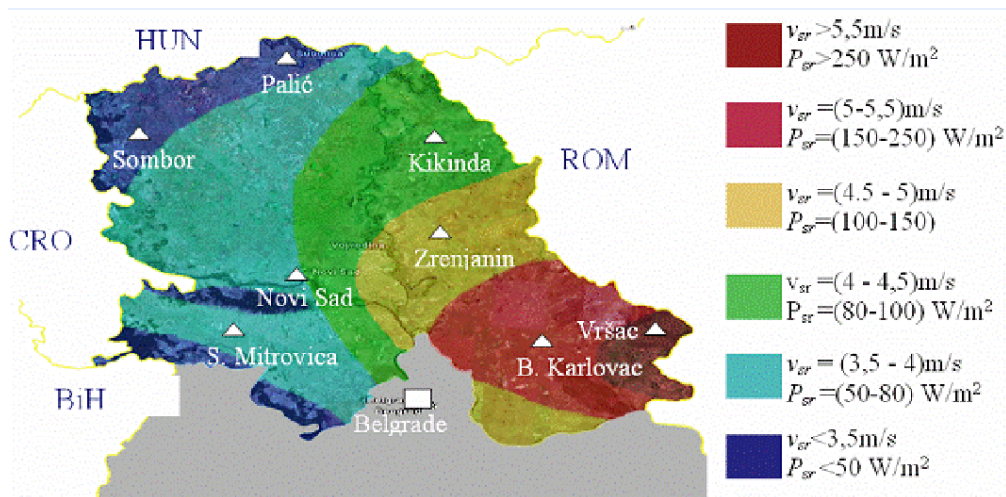 HUN
Palić
Sombor
Kikinda
ROM
CRO
Zrenjanin
Novi Sad
Novi Sad
Vršac
S. Mitrovica
B. Karlovac
BiH
Belgrade
v_sr >5,5m/s
P_sr>250 W/m²
v_sr =(5-5,5)m/s
P_sr=(150-250) W/m²
v_sr =(4.5 - 5)m/s
P_sr=(100-150)
v_sr =(4 - 4,5)m/s
P_sr=(80-100) W/m²
v_sr = (3,5 - 4)m/s
P_sr=(50-80) W/m²
v_sr<3,5m/s
P_sr<50 W/m²